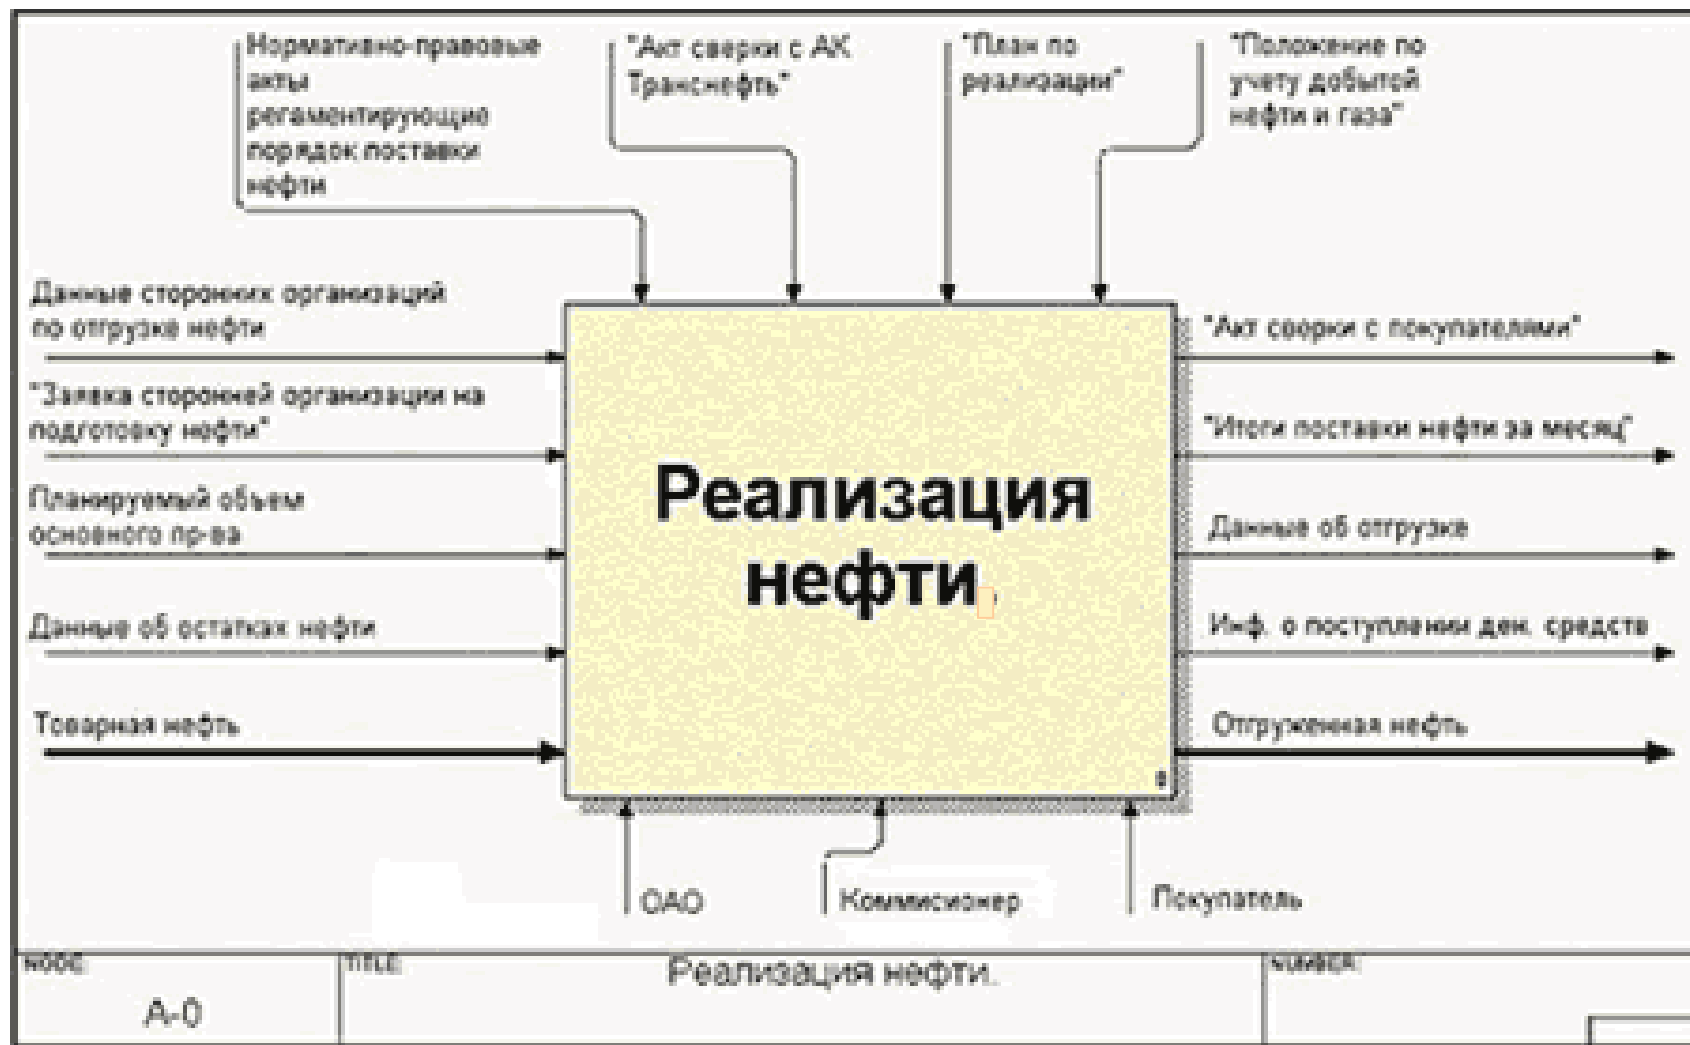 Нормативно-правовые
акты
регаментирующие
порядок поставки
нефти
"Акт сверки с АК
Транснефть"
"План по
реализации"
"Положение по
учету добытой
нефти и газа"
Данные сторонних организаций
по отгрузке нефти
"Заявка сторонней организации на
подготовку нефти"
Планируемый объем
основного пр-ва
Данные об остатках нефти
Товарная нефть
Реализация
нефти.
0
"Акт сверки с покупателями"
"Итоги поставки нефти за месяц"
Данные об отгрузке
Инф. о поступлении ден. средств
Отгруженная нефть
ОАО
Коммисионер
Покупатель
NODE:
A-0
TITLE:
Реализация нефти.
NUMBER: